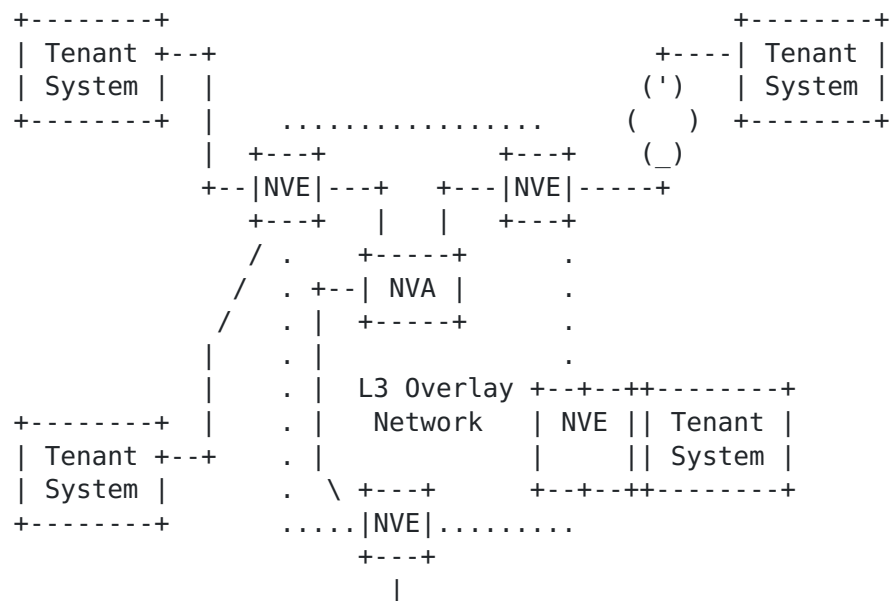 Tenant Tenant
System System
NVE NVE
NVA
L3 Overlay
Network NVE Tenant
Tenant System
System
NVE